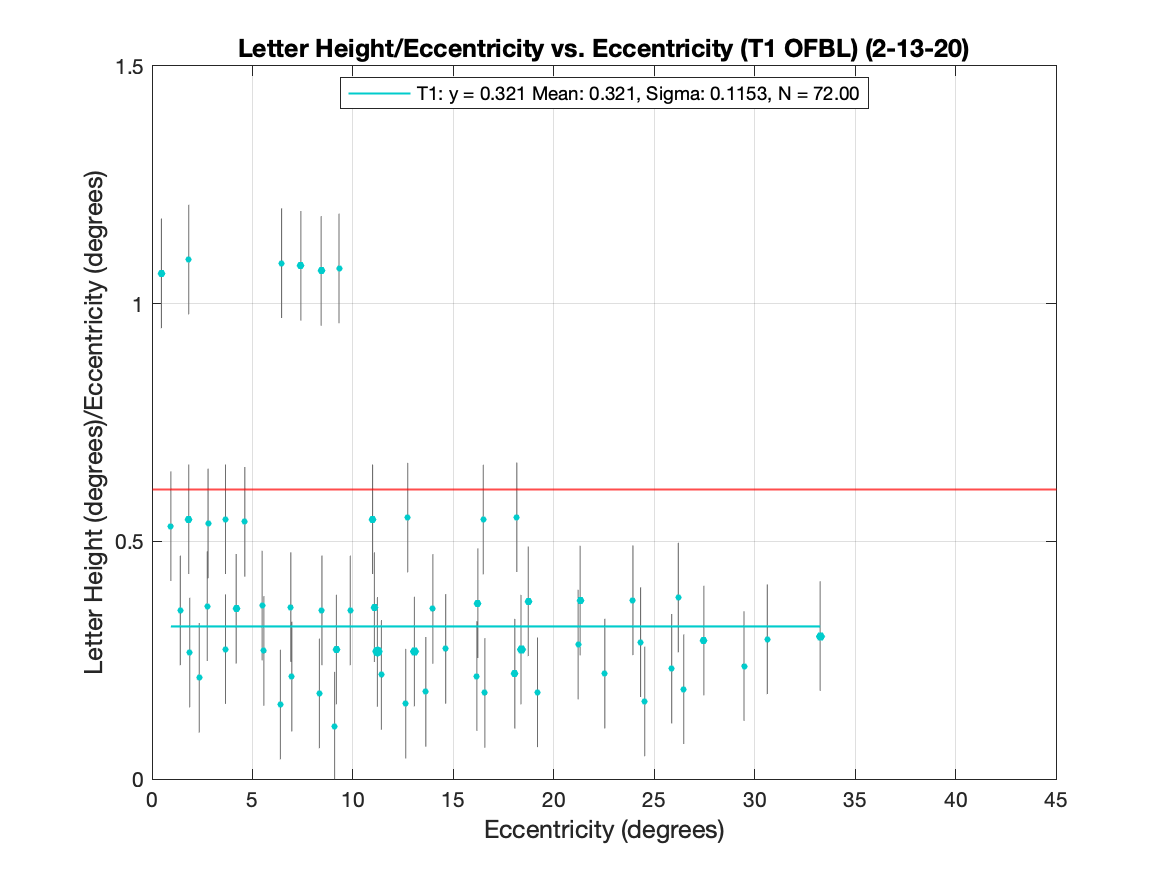 Letter Height/Eccentricity vs. Eccentricity (T1 OFBL) (2-13-20)
T1: y = 0.321 Mean: 0.321, Sigma: 0.1153, N = 72.00
Letter Height (degrees)/Eccentricity (degrees)
1.5
1
0.5
0
0 5 10 15 20 25 30 35 40 45
Eccentricity (degrees)